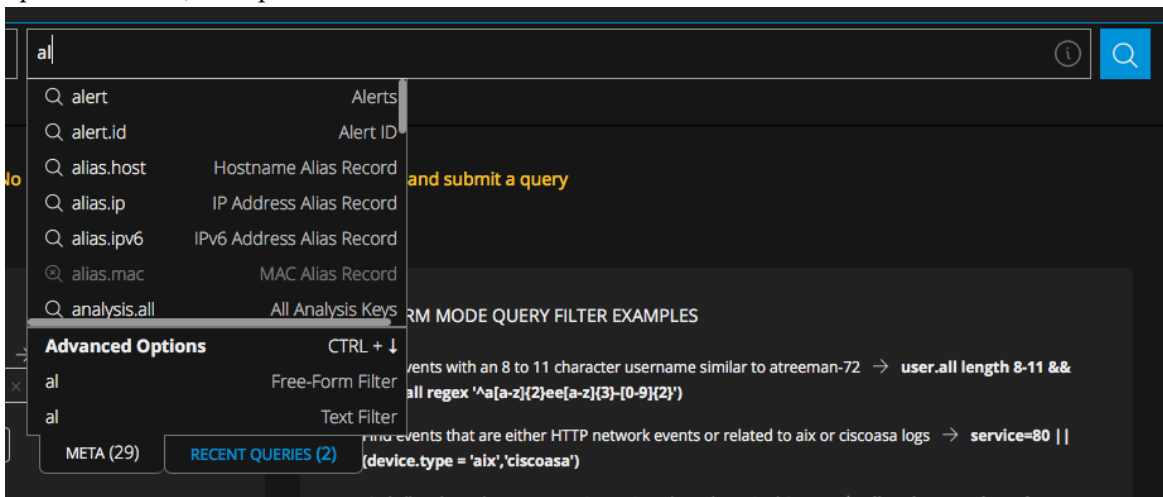 al
alert Alerts
alert.id Alert ID
alias.host Hostname Alias Record
and submit a query
alias.ip IP Address Alias Record
alias.ipv6 IPv6 Address Alias Record
alias.mac MAC Alias Record
analysis.all All Analysis Keys
RM MODE QUERY FILTER EXAMPLES
Advanced Options CTRL + ↓
al Free-Form Filter
vents with an 8 to 11 character username similar to atreeman-72 → user.all length 8-11 &&
all regex '^a[a-z]{2}ee[a-z]{3}-[0-9]{2}')
al Text Filter
META (29) RECENT QUERIES (2)
events that are either HTTP network events or related to aix or ciscoasa logs → service=80 ||
(device.type = 'aix','ciscoasa')